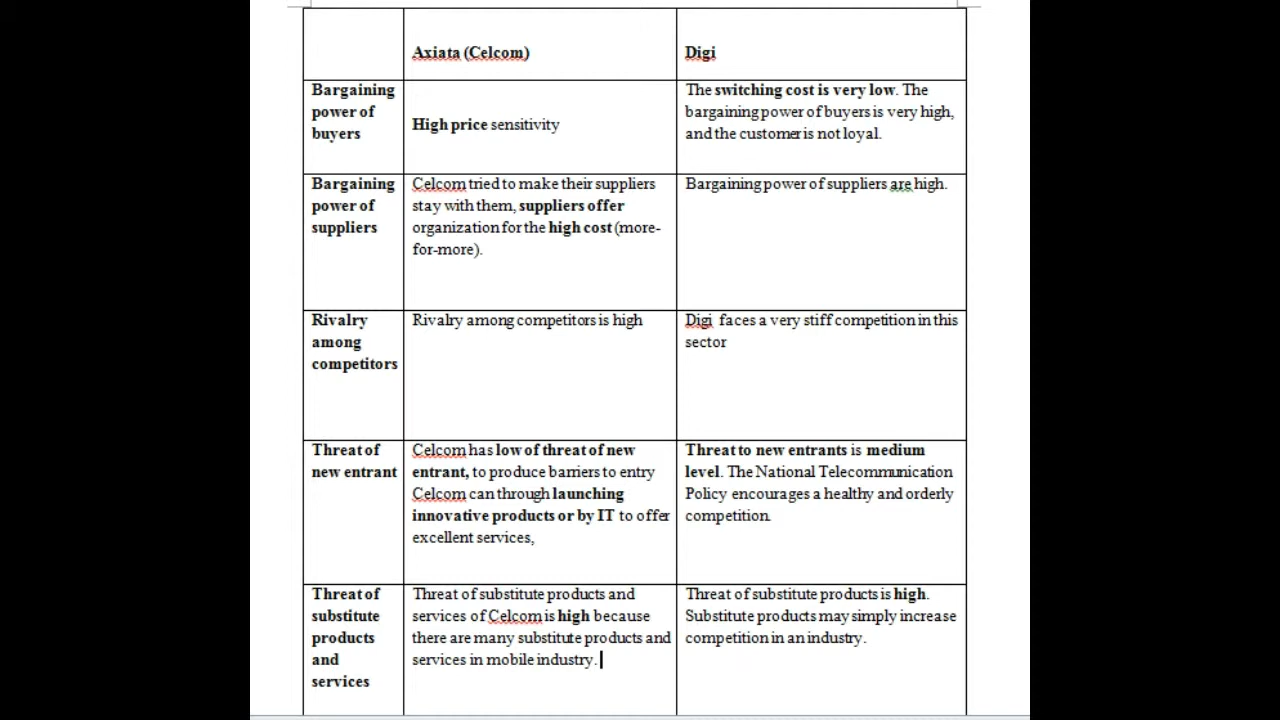 Axiata (Celcom)
Digi
Bargaining
power of
buyers
High price sensitivity
The switching cost is very low. The
bargaining power of buyers is very high,
and the customer is not loyal.
Bargaining
power of
suppliers
Celcom tried to make their suppliers
stay with them, suppliers offer
organization for the high cost (more-
for-more).
Bargaining power of suppliers are high.
Rivalry
among
competitors
Rivalry among competitors is high
Digi faces a very stiff competition in this
sector
Threat of
new entrant
Celcom has low of threat of new
entrant, to produce barriers to entry
Celcom can through launching
innovative products or by IT to offer
excellent services,
Threat to new entrants is medium
level. The National Telecommunication
Policy encourages a healthy and orderly
competition.
Threat of
substitute
products
and
services
Threat of substitute products and
services of Celcom is high because
there are many substitute products and
services in mobile industry.
Threat of substitute products is high.
Substitute products may simply increase
competition in an industry.